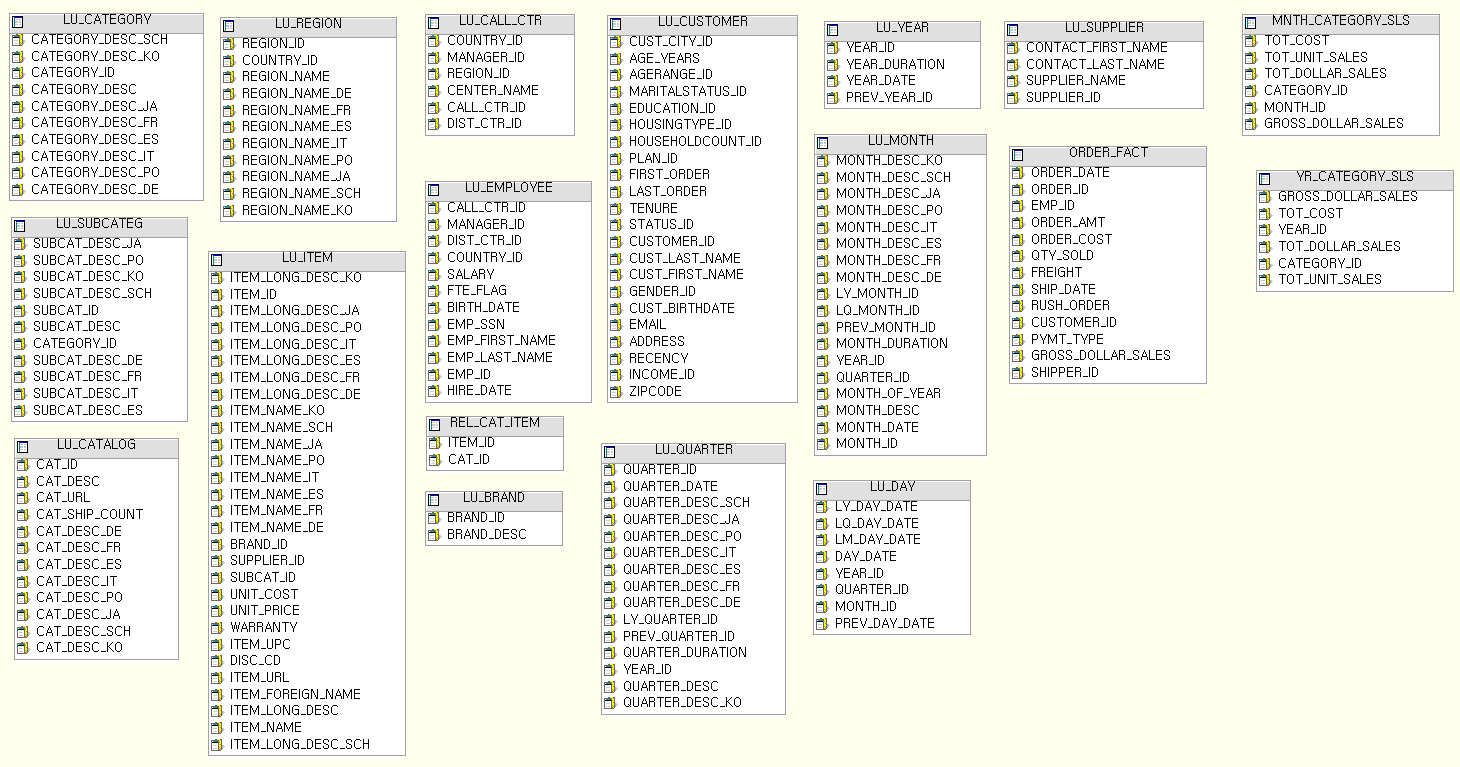 LU_CATEGORY
CATEGORY_DESC_SCH
CATEGORY_DESC_KO
CATEGORY_ID
CATEGORY_DESC
CATEGORY_DESC_JA
CATEGORY_DESC_FR
CATEGORY_DESC_ES
CATEGORY_DESC_IT
CATEGORY_DESC_PO
CATEGORY_DESC_DE
LU_SUBCATEG
SUBCAT_DESC_JA
SUBCAT_DESC_PO
SUBCAT_DESC_KO
SUBCAT_DESC_SCH
SUBCAT_ID
SUBCAT_DESC
CATEGORY_ID
SUBCAT_DESC_DE
SUBCAT_DESC_FR
SUBCAT_DESC_IT
SUBCAT_DESC_ES
LU_CATALOG
CAT_ID
CAT_DESC
CAT_URL
CAT_SHIP_COUNT
CAT_DESC_DE
CAT_DESC_FR
CAT_DESC_ES
CAT_DESC_IT
CAT_DESC_PO
CAT_DESC_JA
CAT_DESC_SCH
CAT_DESC_KO
LU_REGION
REGION_ID
COUNTRY_ID
REGION_NAME
REGION_NAME_DE
REGION_NAME_FR
REGION_NAME_ES
REGION_NAME_IT
REGION_NAME_PO
REGION_NAME_JA
REGION_NAME_SCH
REGION_NAME_KO
LU_ITEM
ITEM_LONG_DESC_KO
ITEM_ID
ITEM_LONG_DESC_JA
ITEM_LONG_DESC_PO
ITEM_LONG_DESC_IT
ITEM_LONG_DESC_ES
ITEM_LONG_DESC_FR
ITEM_LONG_DESC_DE
ITEM_NAME_KO
ITEM_NAME_SCH
ITEM_NAME_JA
ITEM_NAME_PO
ITEM_NAME_IT
ITEM_NAME_ES
ITEM_NAME_FR
ITEM_NAME_DE
BRAND_ID
SUPPLIER_ID
SUBCAT_ID
UNIT_COST
UNIT_PRICE
WARRANTY
ITEM_UPC
DISC_CD
ITEM_URL
ITEM_FOREIGN_NAME
ITEM_LONG_DESC
ITEM_NAME
ITEM_LONG_DESC_SCH
LU_CALL_CTR
COUNTRY_ID
MANAGER_ID
REGION_ID
CENTER_NAME
CALL_CTR_ID
DIST_CTR_ID
LU_EMPLOYEE
CALL_CTR_ID
MANAGER_ID
DIST_CTR_ID
COUNTRY_ID
SALARY
FTE_FLAG
BIRTH_DATE
EMP_SSN
EMP_FIRST_NAME
EMP_LAST_NAME
EMP_ID
HIRE_DATE
REL_CAT_ITEM
ITEM_ID
CAT_ID
LU_BRAND
BRAND_ID
BRAND_DESC
LU_CUSTOMER
CUST_CITY_ID
AGE_YEARS
AGERANGE_ID
MARITALSTATUS_ID
EDUCATION_ID
HOUSINGTYPE_ID
HOUSEHOLDCOUNT_ID
PLAN_ID
FIRST_ORDER
LAST_ORDER
TENURE
STATUS_ID
CUSTOMER_ID
CUST_LAST_NAME
CUST_FIRST_NAME
GENDER_ID
CUST_BIRTHDATE
EMAIL
ADDRESS
RECENCY
INCOME_ID
ZIPCODE
LU_QUARTER
QUARTER_ID
QUARTER_DATE
QUARTER_DESC_SCH
QUARTER_DESC_JA
QUARTER_DESC_PO
QUARTER_DESC_IT
QUARTER_DESC_ES
QUARTER_DESC_FR
QUARTER_DESC_DE
LY_QUARTER_ID
PREV_QUARTER_ID
QUARTER_DURATION
YEAR_ID
QUARTER_DESC
QUARTER_DESC_KO
LU_YEAR
YEAR_ID
YEAR_DURATION
YEAR_DATE
PREV_YEAR_ID
LU_MONTH
MONTH_DESC_KO
MONTH_DESC_SCH
MONTH_DESC_JA
MONTH_DESC_PO
MONTH_DESC_IT
MONTH_DESC_ES
MONTH_DESC_FR
MONTH_DESC_DE
LY_MONTH_ID
LQ_MONTH_ID
PREV_MONTH_ID
MONTH_DURATION
YEAR_ID
QUARTER_ID
MONTH_OF_YEAR
MONTH_DESC
MONTH_DATE
MONTH_ID
LU_DAY
LY_DAY_DATE
LQ_DAY_DATE
LM_DAY_DATE
DAY_DATE
YEAR_ID
QUARTER_ID
MONTH_ID
PREV_DAY_DATE
LU_SUPPLIER
CONTACT_FIRST_NAME
CONTACT_LAST_NAME
SUPPLIER_NAME
SUPPLIER_ID
ORDER_FACT
ORDER_DATE
ORDER_ID
EMP_ID
ORDER_AMT
ORDER_COST
QTY_SOLD
FREIGHT
SHIP_DATE
RUSH_ORDER
CUSTOMER_ID
PYMT_TYPE
GROSS_DOLLAR_SALES
SHIPPER_ID
MNTH_CATEGORY_SLS
TOT_COST
TOT_UNIT_SALES
TOT_DOLLAR_SALES
CATEGORY_ID
MONTH_ID
GROSS_DOLLAR_SALES
YR_CATEGORY_SLS
GROSS_DOLLAR_SALES
TOT_COST
YEAR_ID
TOT_DOLLAR_SALES
CATEGORY_ID
TOT_UNIT_SALES